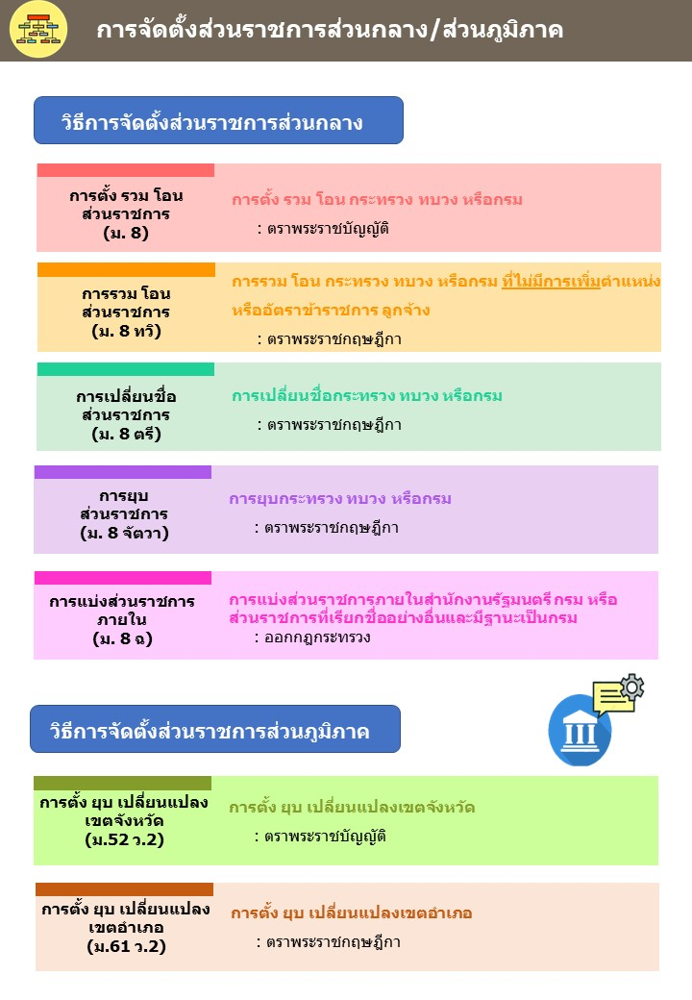 การจัดตั้งส่วนราชการส่วนกลาง/ส่วนภูมิภาค
วิธีการจัดตั้งส่วนราชการส่วนกลาง
การตั้ง รวม โอน
ส่วนราชการ
(ม. 8)
การตั้ง รวม โอน กระทรวง ทบวง หรือกรม
: ตราพระราชบัญญัติ
การรวม โอน
ส่วนราชการ
(ม. 8 ทวิ)
การรวม โอน กระทรวง ทบวง หรือกรม ที่ไม่มีการเพิ่มตำแหน่ง
หรืออัตราข้าราชการ ลูกจ้าง
: ตราพระราชกฤษฎีกา
การเปลี่ยนชื่อ
ส่วนราชการ
(ม. 8 ตรี)
การเปลี่ยนชื่อกระทรวง ทบวง หรือกรม
: ตราพระราชกฤษฎีกา
การยุบ
ส่วนราชการ
(ม. 8 จัตวา)
การยุบกระทรวง ทบวง หรือกรม
: ตราพระราชกฤษฎีกา
การแบ่งส่วนราชการ
ภายใน
(ม. 8 ฉ)
การแบ่งส่วนราชการภายในสำนักงานรัฐมนตรี กรม หรือ
ส่วนราชการที่เรียกชื่ออย่างอื่นและมีฐานะเป็นกรม
: ออกกฎกระทรวง
วิธีการจัดตั้งส่วนราชการส่วนภูมิภาค
การตั้ง ยุบ เปลี่ยนแปลง
เขตจังหวัด
(ม.52 ว.2)
การตั้ง ยุบ เปลี่ยนแปลงเขตจังหวัด
: ตราพระราชบัญญัติ
การตั้ง ยุบ เปลี่ยนแปลง
เขตอำเภอ
(ม.61 ว.2)
การตั้ง ยุบ เปลี่ยนแปลงเขตอำเภอ
: ตราพระราชกฤษฎีกา